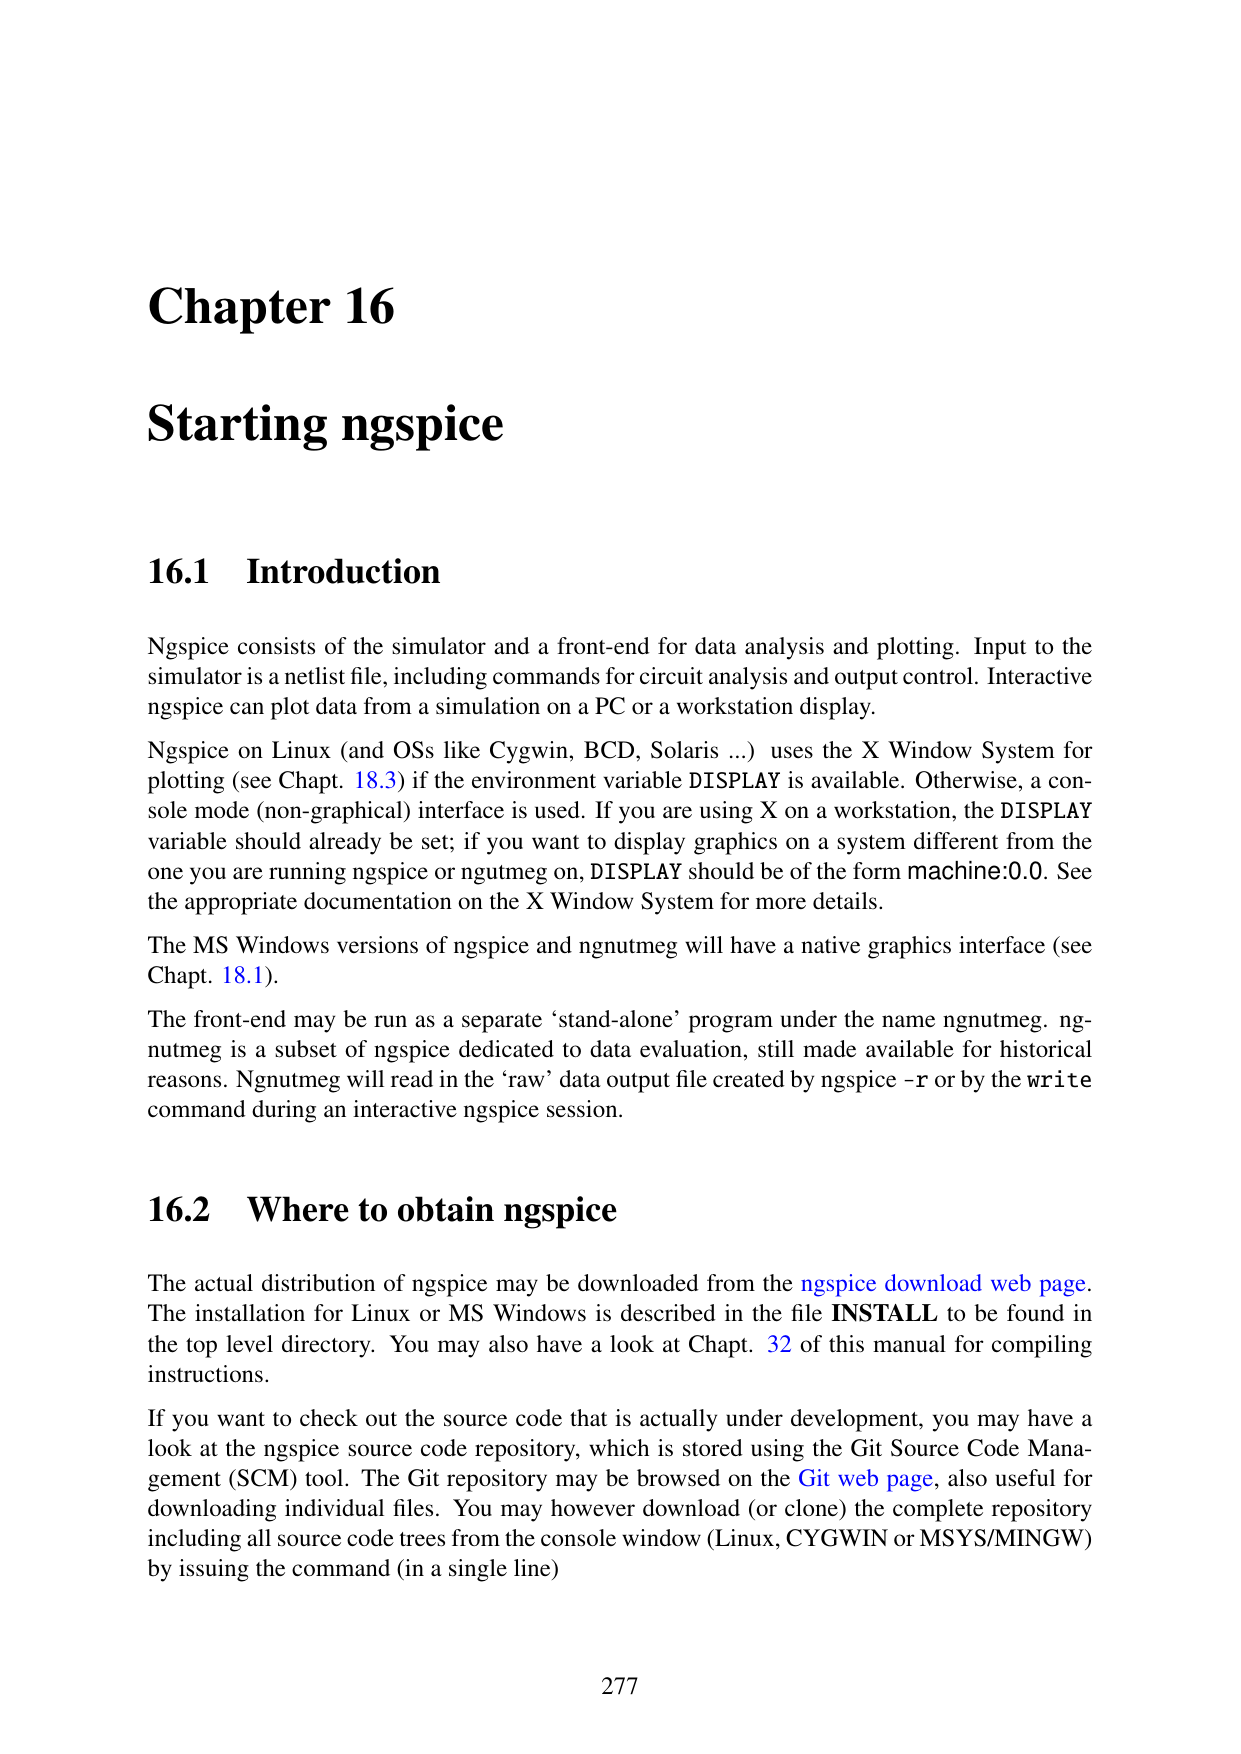 Chapter 16
Starting ngspice
16.1 Introduction
Ngspice consists of the simulator and a front-end for data analysis and plotting. Input to the
simulator is a netlist file, including commands for circuit analysis and output control. Interactive
ngspice can plot data from a simulation on a PC or a workstation display.
Ngspice on Linux (and OSs like Cygwin, BCD, Solaris ...) uses the X Window System for
plotting (see Chapt. 18.3) if the environment variable DISPLAY is available. Otherwise, a con-
sole mode (non-graphical) interface is used. If you are using X on a workstation, the DISPLAY
variable should already be set; if you want to display graphics on a system different from the
one you are running ngspice or ngutmeg on, DISPLAY should be of the form machine:0.0. See
the appropriate documentation on the X Window System for more details.
The MS Windows versions of ngspice and ngnutmeg will have a native graphics interface (see
Chapt. 18.1).
The front-end may be run as a separate ‘stand-alone’ program under the name ngnutmeg. ng-
nutmeg is a subset of ngspice dedicated to data evaluation, still made available for historical
reasons. Ngnutmeg will read in the ‘raw’ data output file created by ngspice -r or by the write
command during an interactive ngspice session.
16.2 Where to obtain ngspice
The actual distribution of ngspice may be downloaded from the ngspice download web page.
The installation for Linux or MS Windows is described in the file INSTALL to be found in
the top level directory. You may also have a look at Chapt. 32 of this manual for compiling
instructions.
If you want to check out the source code that is actually under development, you may have a
look at the ngspice source code repository, which is stored using the Git Source Code Mana-
gement (SCM) tool. The Git repository may be browsed on the Git web page, also useful for
downloading individual files. You may however download (or clone) the complete repository
including all source code trees from the console window (Linux, CYGWIN or MSYS/MINGW)
by issuing the command (in a single line)
277